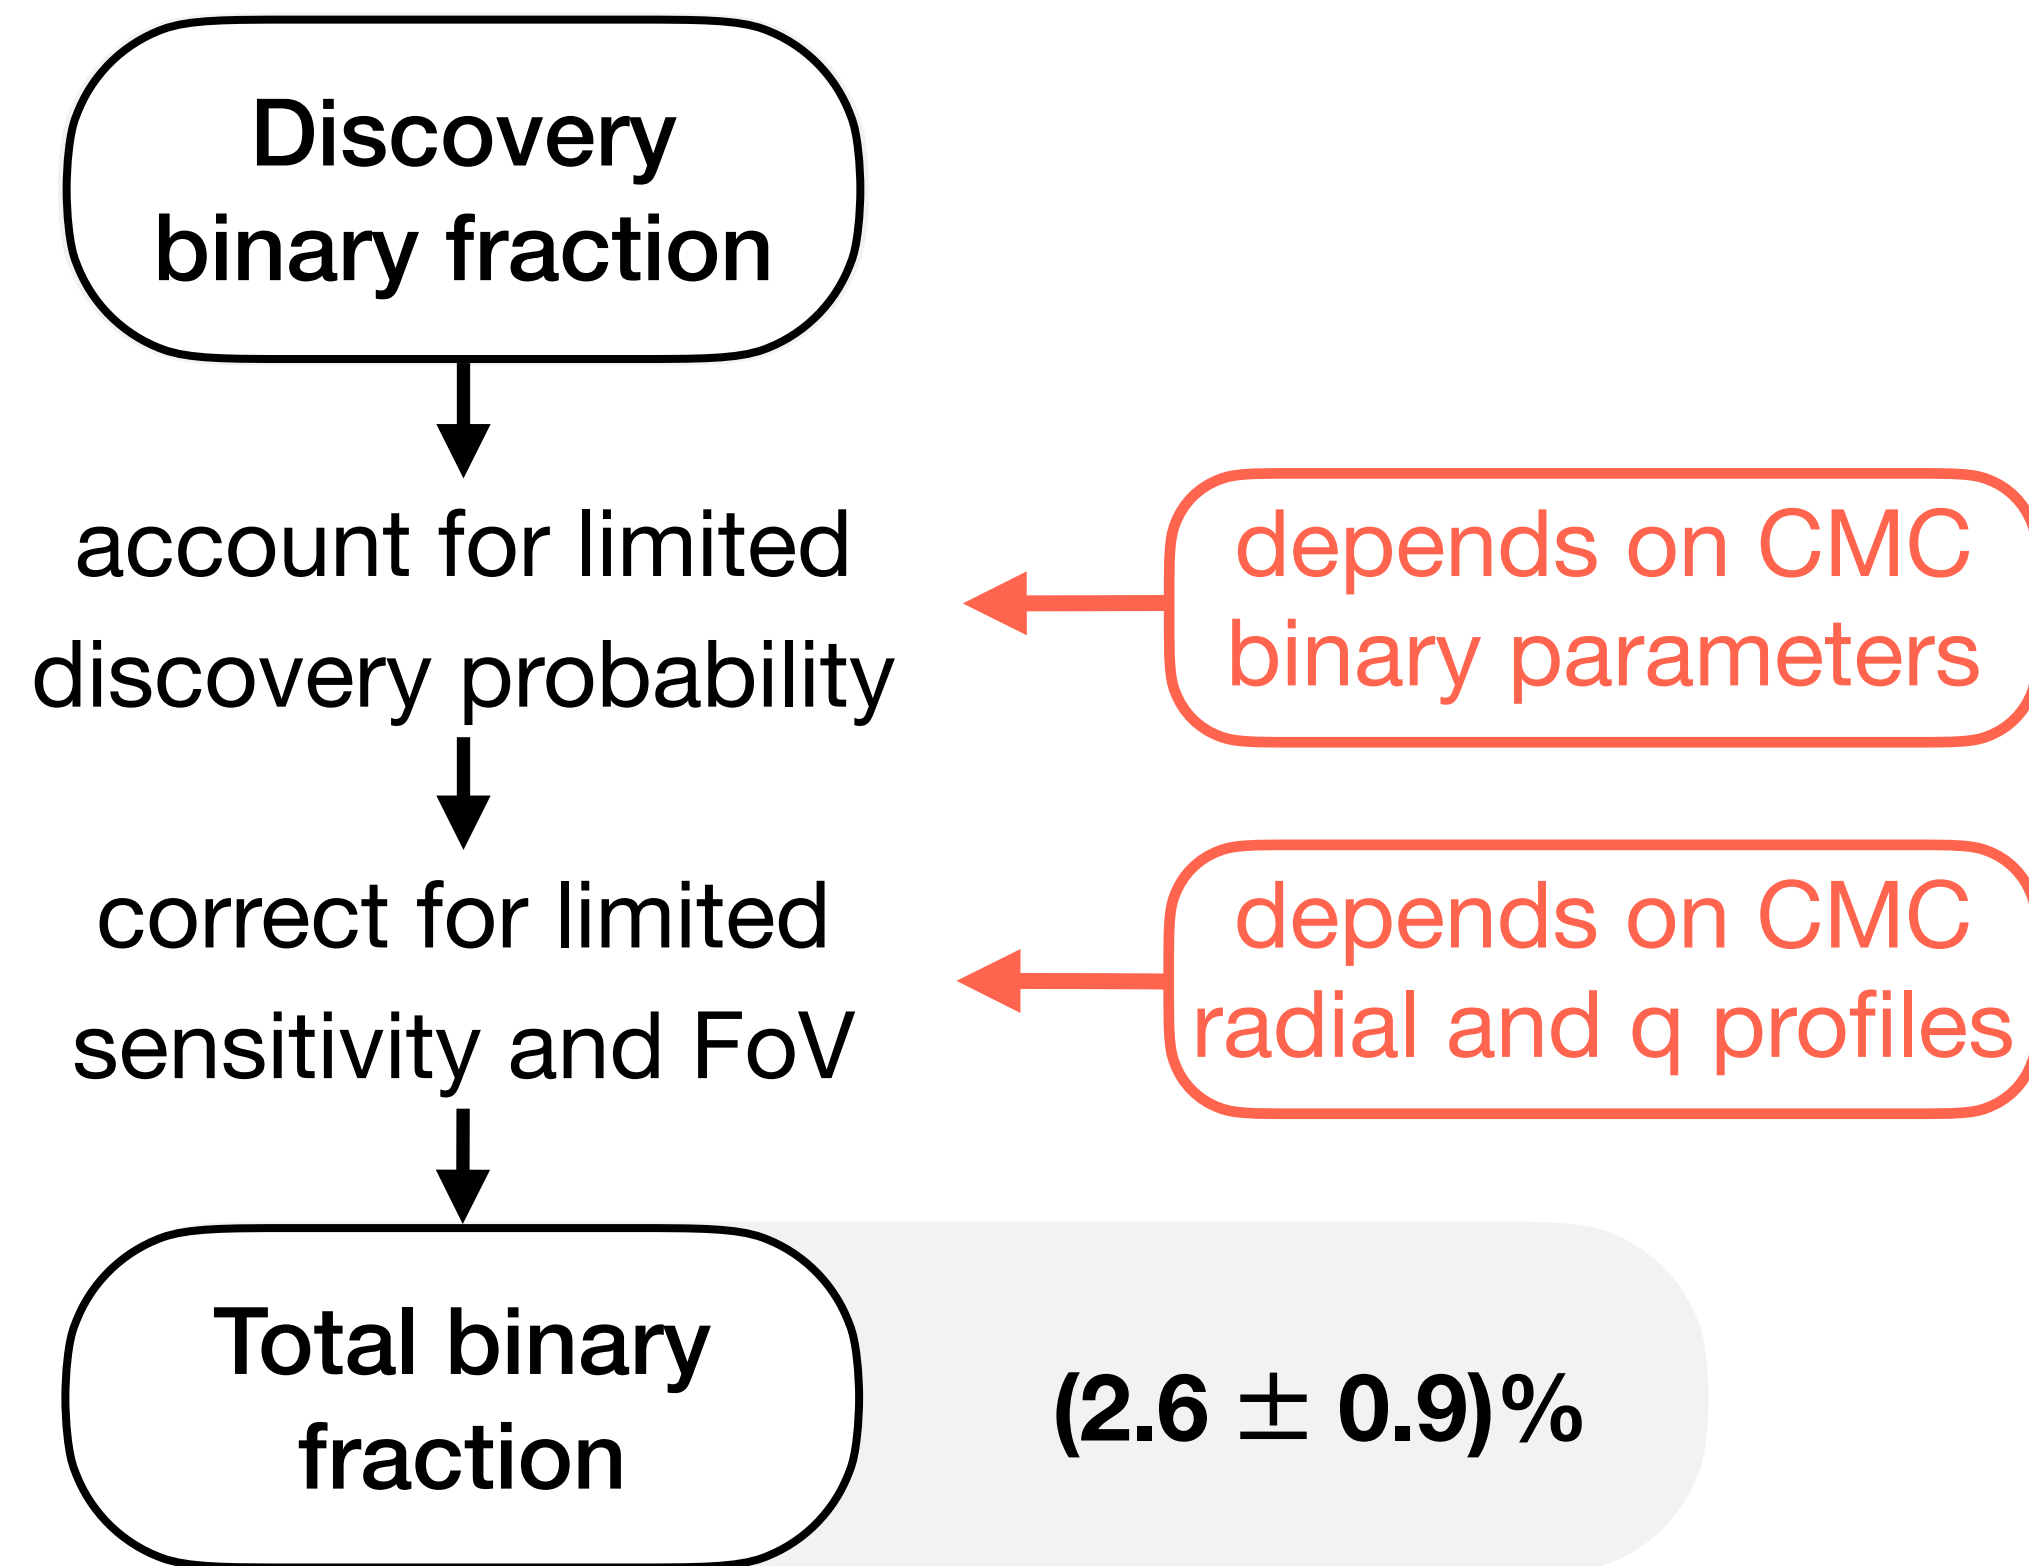 Discovery
binary fraction
account for limited
discovery probability
depends on CMC
binary parameters
correct for limited
sensitivity and FoV
depends on CMC
radial and q profiles
Total binary
fraction
(2.6 ± 0.9)%